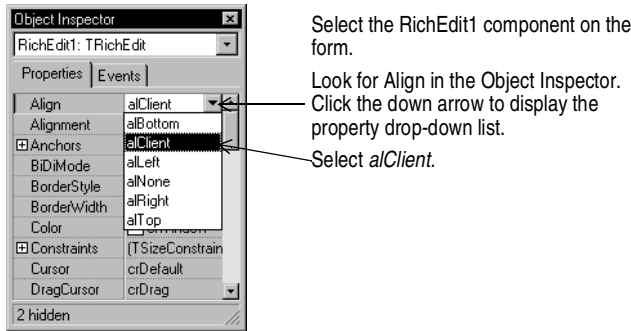 Object Inspector
RichEdit1: TRichEdit
Properties Events
Align alClient
Alignment alBottom
Anchors alClient
BiDiMode alLeft
BorderStyle alNone
BorderWidth alRight
Color alTop
Constraints (TSizeConstrain
Cursor crDefault
DragCursor crDrag
2 hidden
Select the RichEdit1 component on the
form.
Look for Align in the Object Inspector.
Click the down arrow to display the
property drop-down list.
Select alClient.